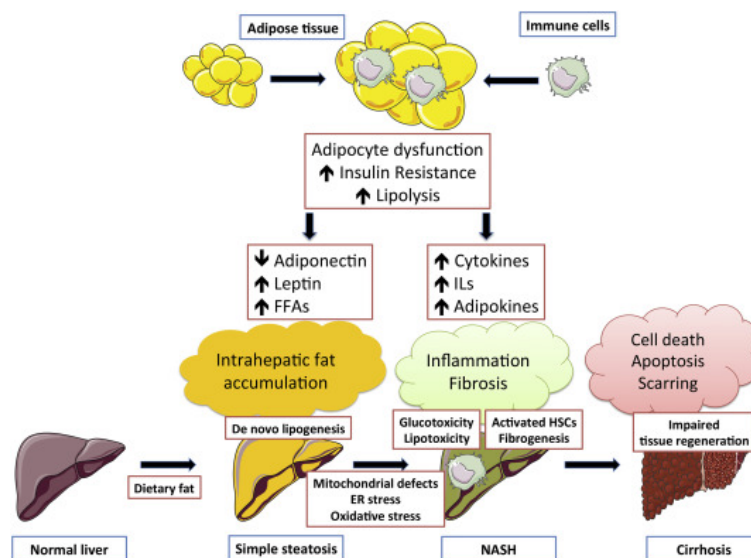 Adipose tissue
Immune cells
Adipocyte dysfunction
Insulin Resistance
Lipolysis
Adiponectin
Leptin
FFAs
Cytokines
ILs
Adipokines
Intrahepatic fat
accumulation
Inflammation
Fibrosis
Cell death
Apoptosis
Scarring
De novo lipogenesis
Glucotoxicity
Lipotoxicity
Activated HSCs
Fibrogenesis
Impaired
tissue regeneration
Dietary fat
Mitochondrial defects
ER stress
Oxidative stress
Normal liver
Simple steatosis
NASH
Cirrhosis